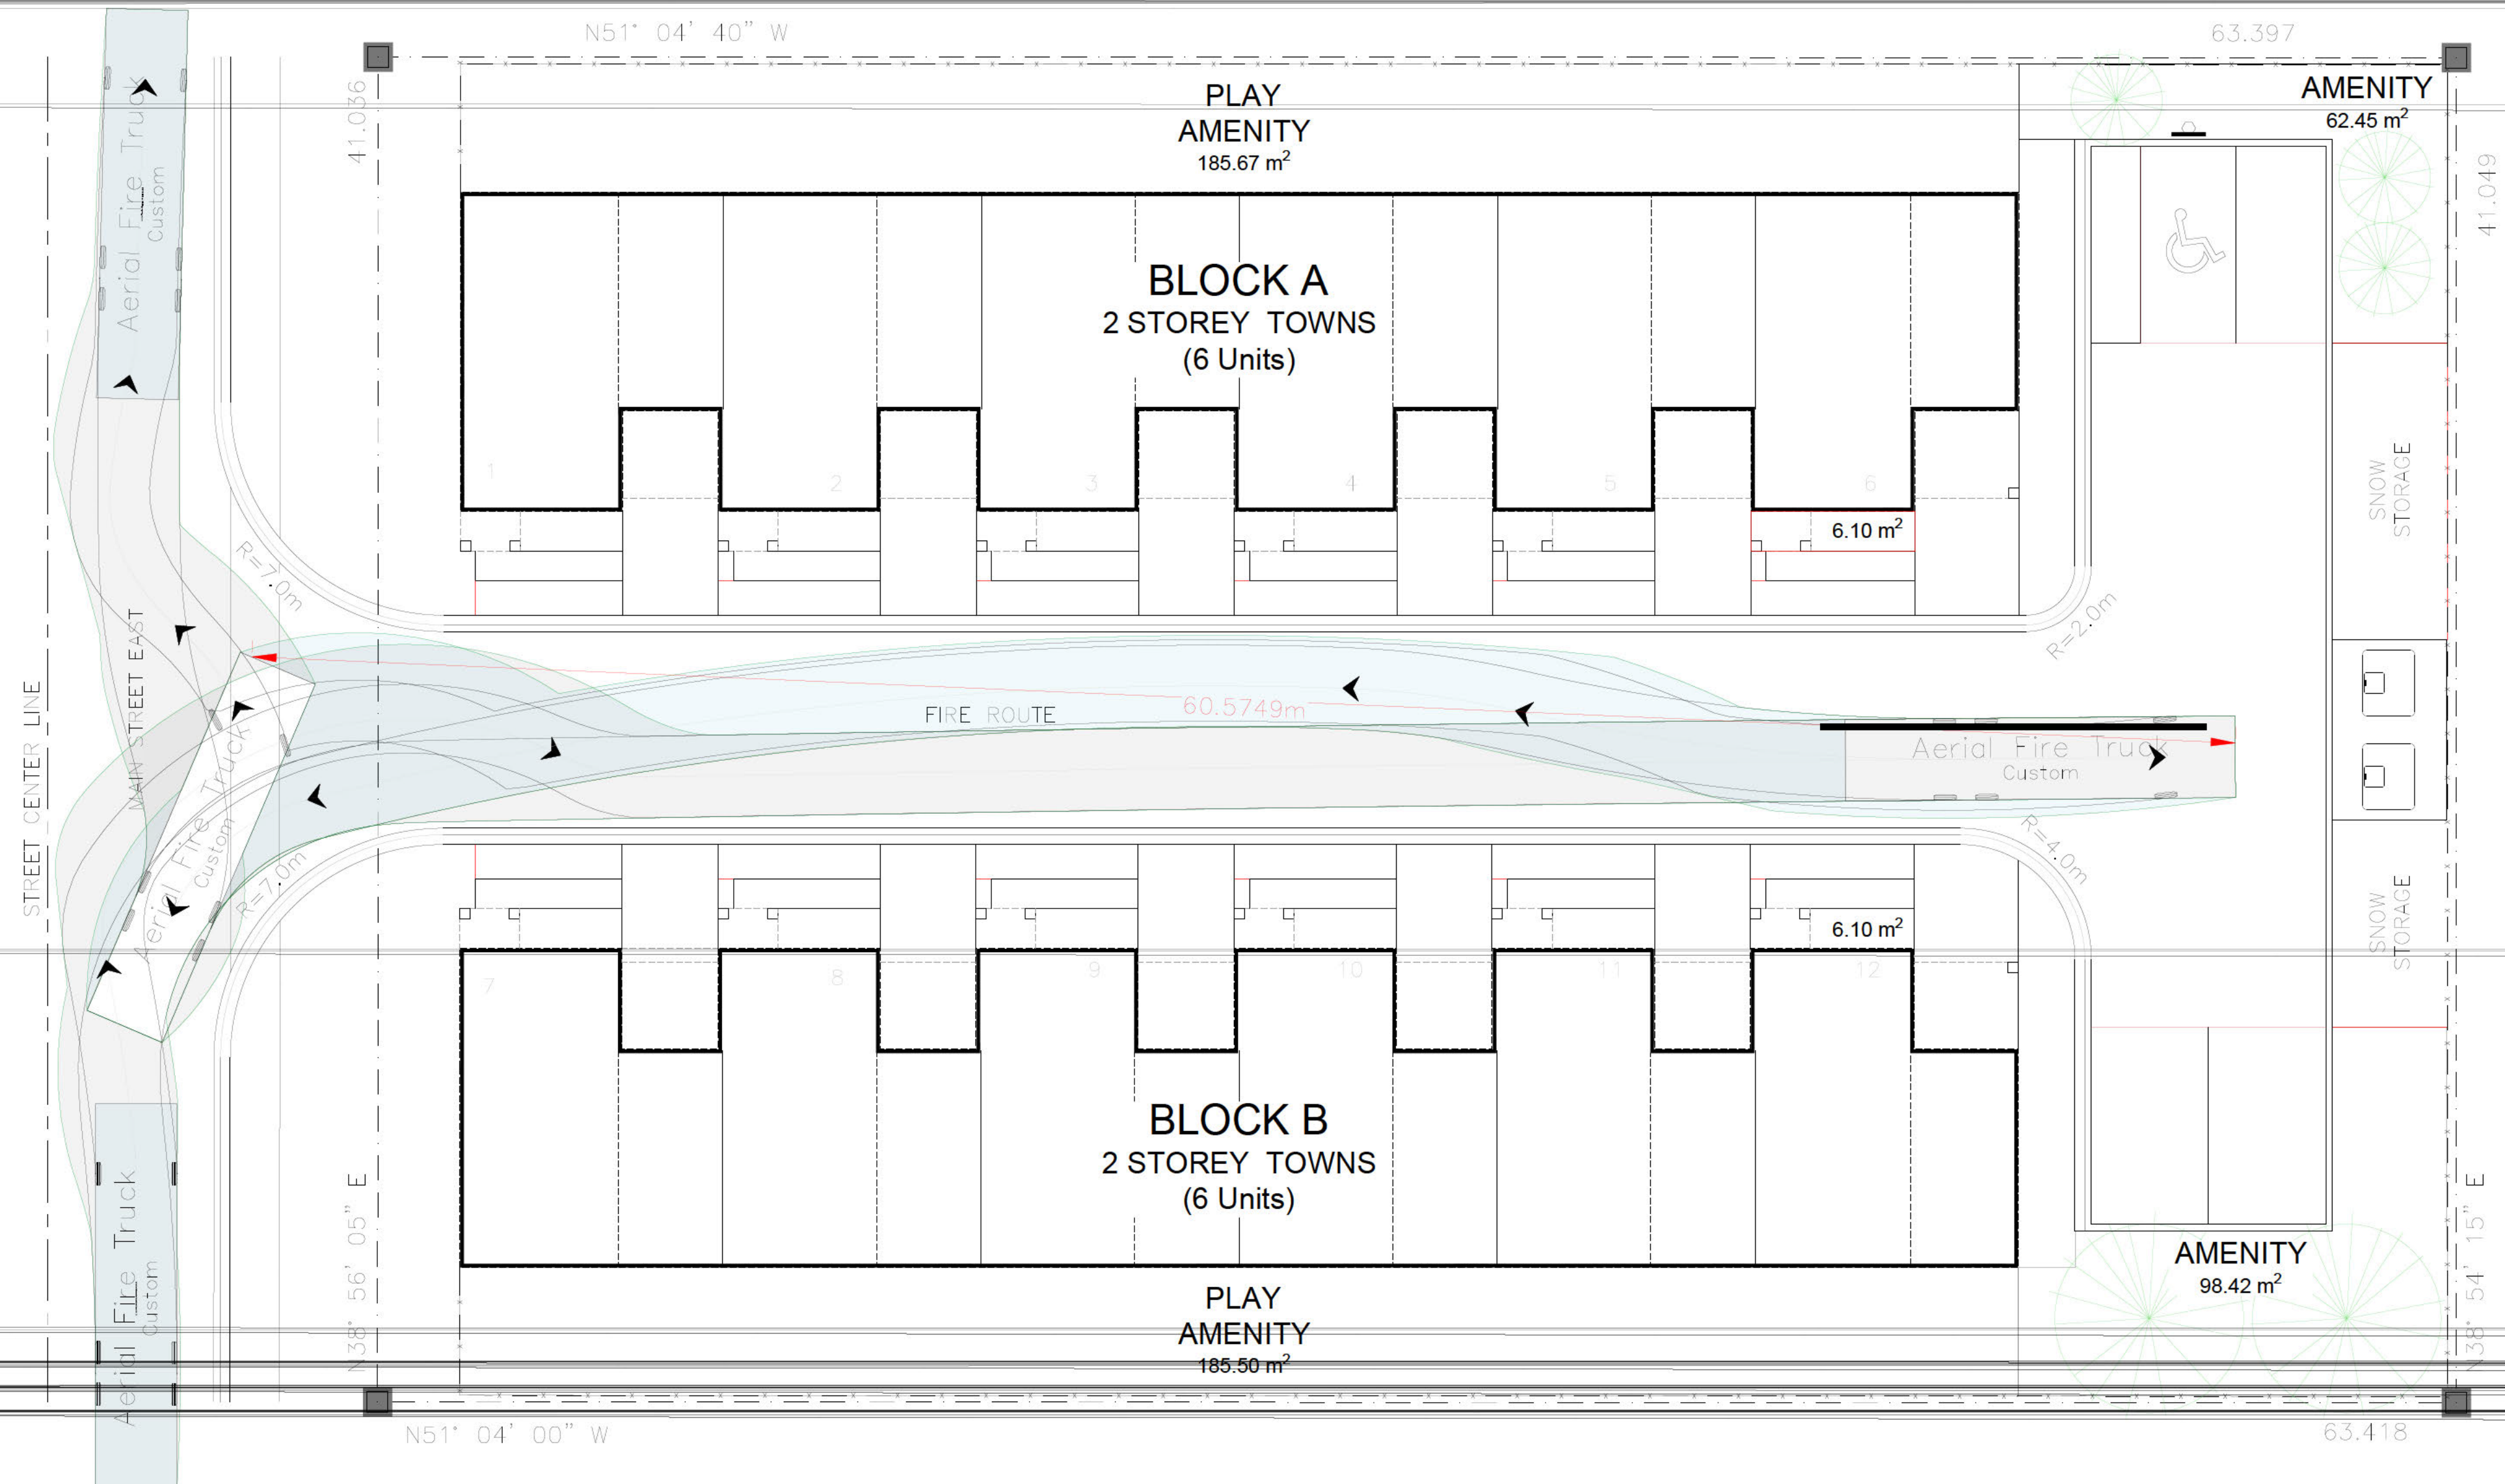 N51° 04' 40" W
63.397
41.036
41.049
PLAY
AMENITY
185.67 m²
AMENITY
62.45 m²
Aerial Fire Truck
Custom
BLOCK A
2 STOREY TOWNS
(6 Units)
1
2
3
4
5
6
6.10 m²
SNOW
STORAGE
R=7.0m
R=2.0m
STREET CENTER LINE
MAIN STREET EAST
FIRE ROUTE
60.5749m
Aerial Fire Truck
Custom
Aerial Fire Truck
Custom
R=7.0m
R=4.0m
SNOW
STORAGE
6.10 m²
7
8
9
10
11
12
BLOCK B
2 STOREY TOWNS
(6 Units)
Aerial Fire Truck
Custom
N38° 56' 05" E
N38° 54' 15" E
AMENITY
98.42 m²
PLAY
AMENITY
185.50 m²
N51° 04' 00" W
63.418